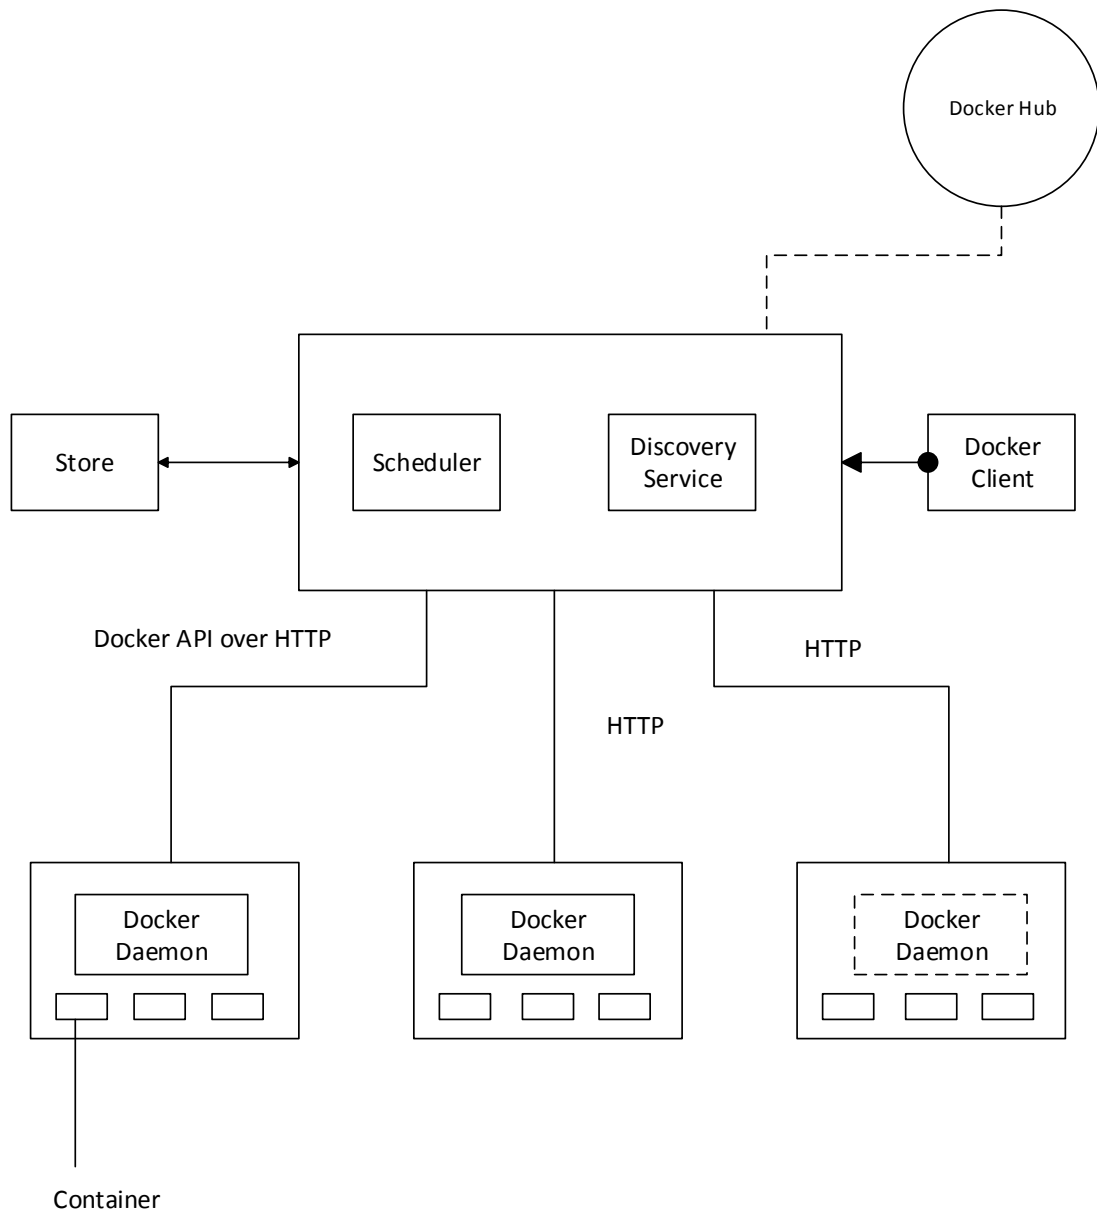 Docker Hub
Store
Scheduler
Discovery
Service
Docker
Client
Docker API over HTTP
HTTP
HTTP
Docker
Daemon
Docker
Daemon
Docker
Daemon
Container